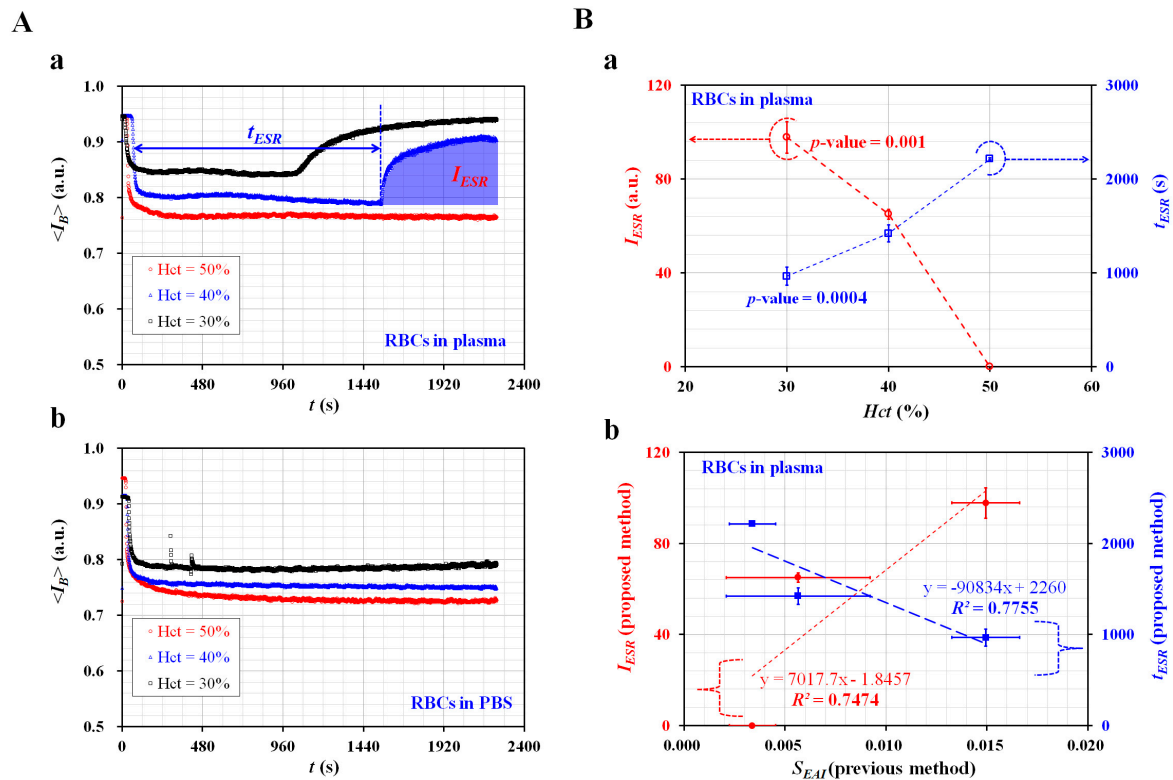 A
a
1.0
0.9
0.8
0.7
0.6
0.5
<I_B> (a.u.)
t_ESR
I_ESR
Hct = 50%
Hct = 40%
Hct = 30%
RBCs in plasma
0 480 960 1440 1920 2400
t (s)
b
1.0
0.9
0.8
0.7
0.6
0.5
<I_B> (a.u.)
Hct = 50%
Hct = 40%
Hct = 30%
RBCs in PBS
0 480 960 1440 1920 2400
t (s)
B
a
120
80
40
0
I_ESR (a.u.)
RBCs in plasma
p-value = 0.001
p-value = 0.0004
3000
2000
1000
0
t_ESR (s)
20 30 40 50 60
Hct (%)
b
120
80
40
0
I_ESR (proposed method)
RBCs in plasma
y = -90834x + 2260
R² = 0.7755
y = 7017.7x - 1.8457
R² = 0.7474
3000
2000
1000
0
t_ESR (proposed method)
0.000 0.005 0.010 0.015 0.020
S_EAI (previous method)